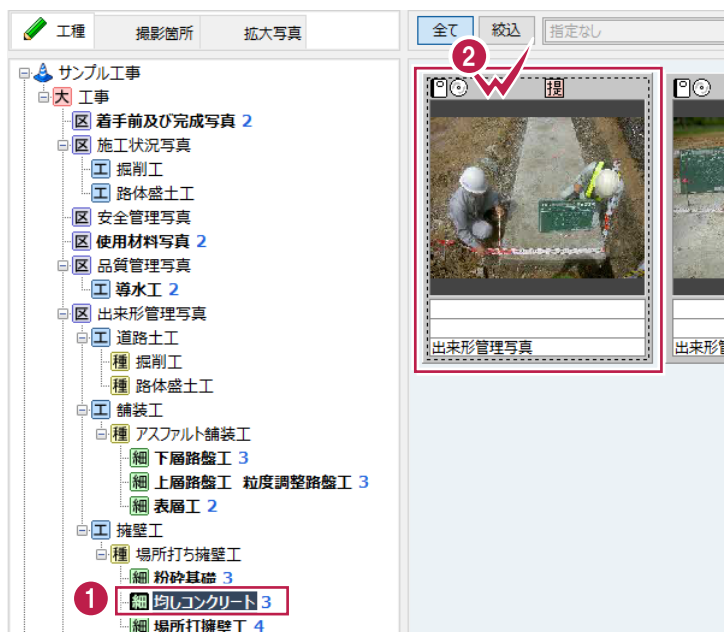 工種 撮影箇所 拡大写真
全て 絞込 指定なし
サンプル工事
大 工事
区 着手前及び完成写真 2
区 施工状況写真
工 掘削工
工 路体盛土工
区 安全管理写真
区 使用材料写真 2
区 品質管理写真
工 導水工 2
区 出来形管理写真
工 道路土工
種 掘削工
種 路体盛土工
工 舗装工
種 アスファルト舗装工
細 下層路盤工 3
細 上層路盤工 粒度調整路盤工 3
細 表層工 2
工 擁壁工
種 場所打ち擁壁工
細 粉砕基礎 3
1
細 均しコンクリート 3
細 場所打擁壁工 4
2
提
出来形管理写真
出来形